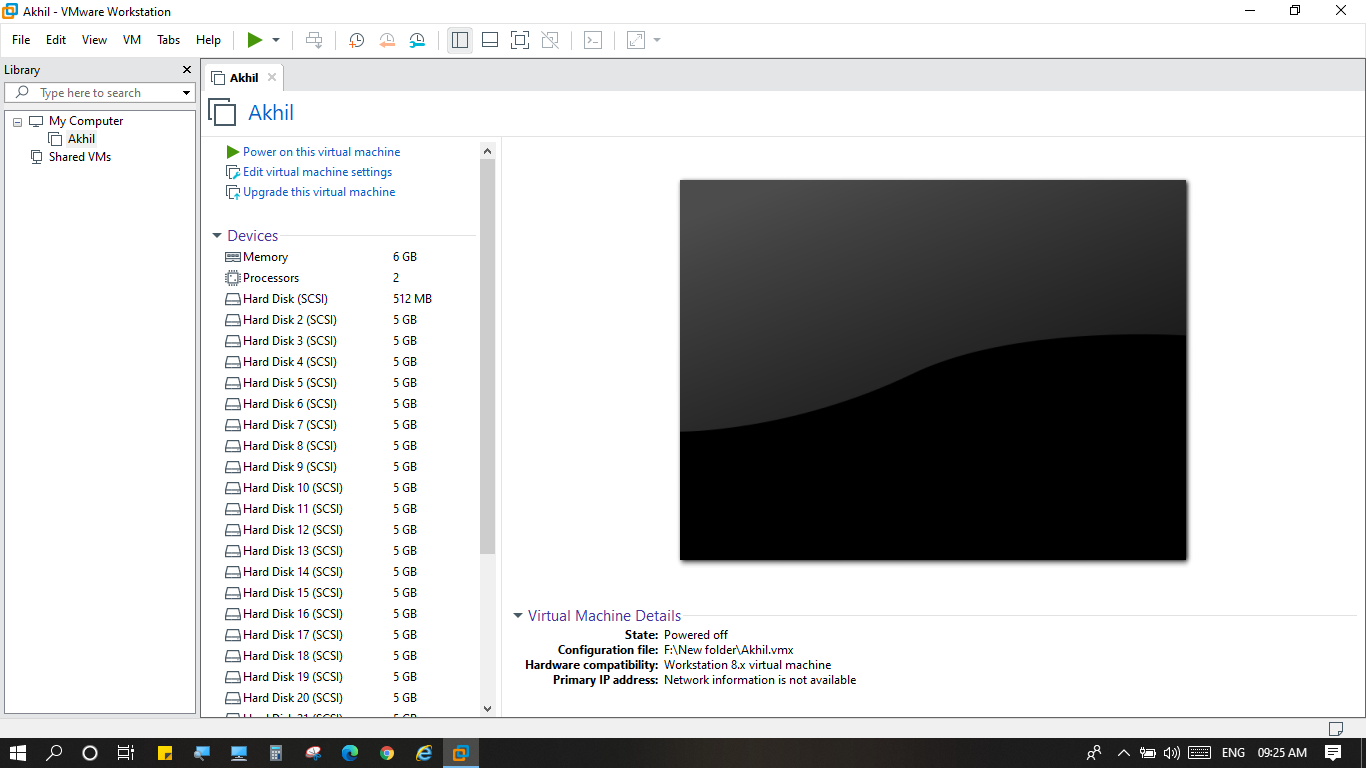 Akhil - VMware Workstation
File Edit View VM Tabs Help
Library
Type here to search
My Computer
Akhil
Shared VMs
Akhil
Akhil
Power on this virtual machine
Edit virtual machine settings
Upgrade this virtual machine
Devices
Memory 6 GB
Processors 2
Hard Disk (SCSI) 512 MB
Hard Disk 2 (SCSI) 5 GB
Hard Disk 3 (SCSI) 5 GB
Hard Disk 4 (SCSI) 5 GB
Hard Disk 5 (SCSI) 5 GB
Hard Disk 6 (SCSI) 5 GB
Hard Disk 7 (SCSI) 5 GB
Hard Disk 8 (SCSI) 5 GB
Hard Disk 9 (SCSI) 5 GB
Hard Disk 10 (SCSI) 5 GB
Hard Disk 11 (SCSI) 5 GB
Hard Disk 12 (SCSI) 5 GB
Hard Disk 13 (SCSI) 5 GB
Hard Disk 14 (SCSI) 5 GB
Hard Disk 15 (SCSI) 5 GB
Hard Disk 16 (SCSI) 5 GB
Hard Disk 17 (SCSI) 5 GB
Hard Disk 18 (SCSI) 5 GB
Hard Disk 19 (SCSI) 5 GB
Hard Disk 20 (SCSI) 5 GB
Virtual Machine Details
State: Powered off
Configuration file: F:\New folder\Akhil.vmx
Hardware compatibility: Workstation 8.x virtual machine
Primary IP address: Network information is not available
ENG 09:25 AM